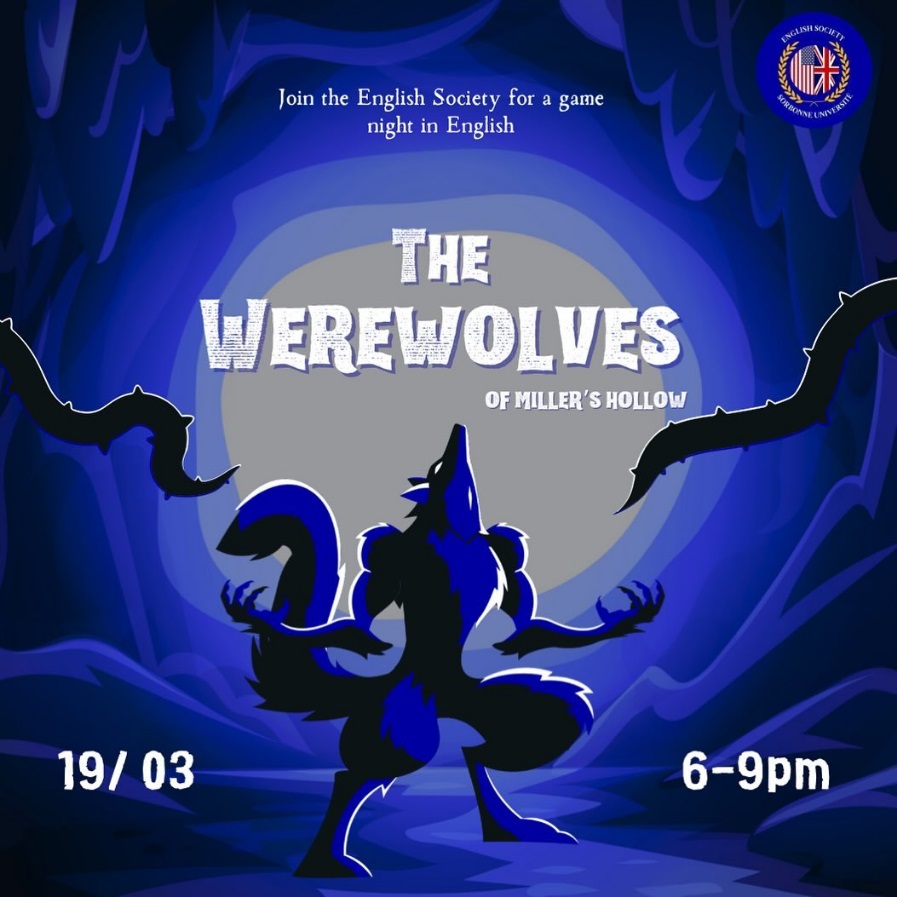 ENGLISH SOCIETY
SORBONNE UNIVERSITÉ
Join the English Society for a game
night in English
THE
WEREWOLVES
OF MILLER'S HOLLOW
19/ 03
6-9pm